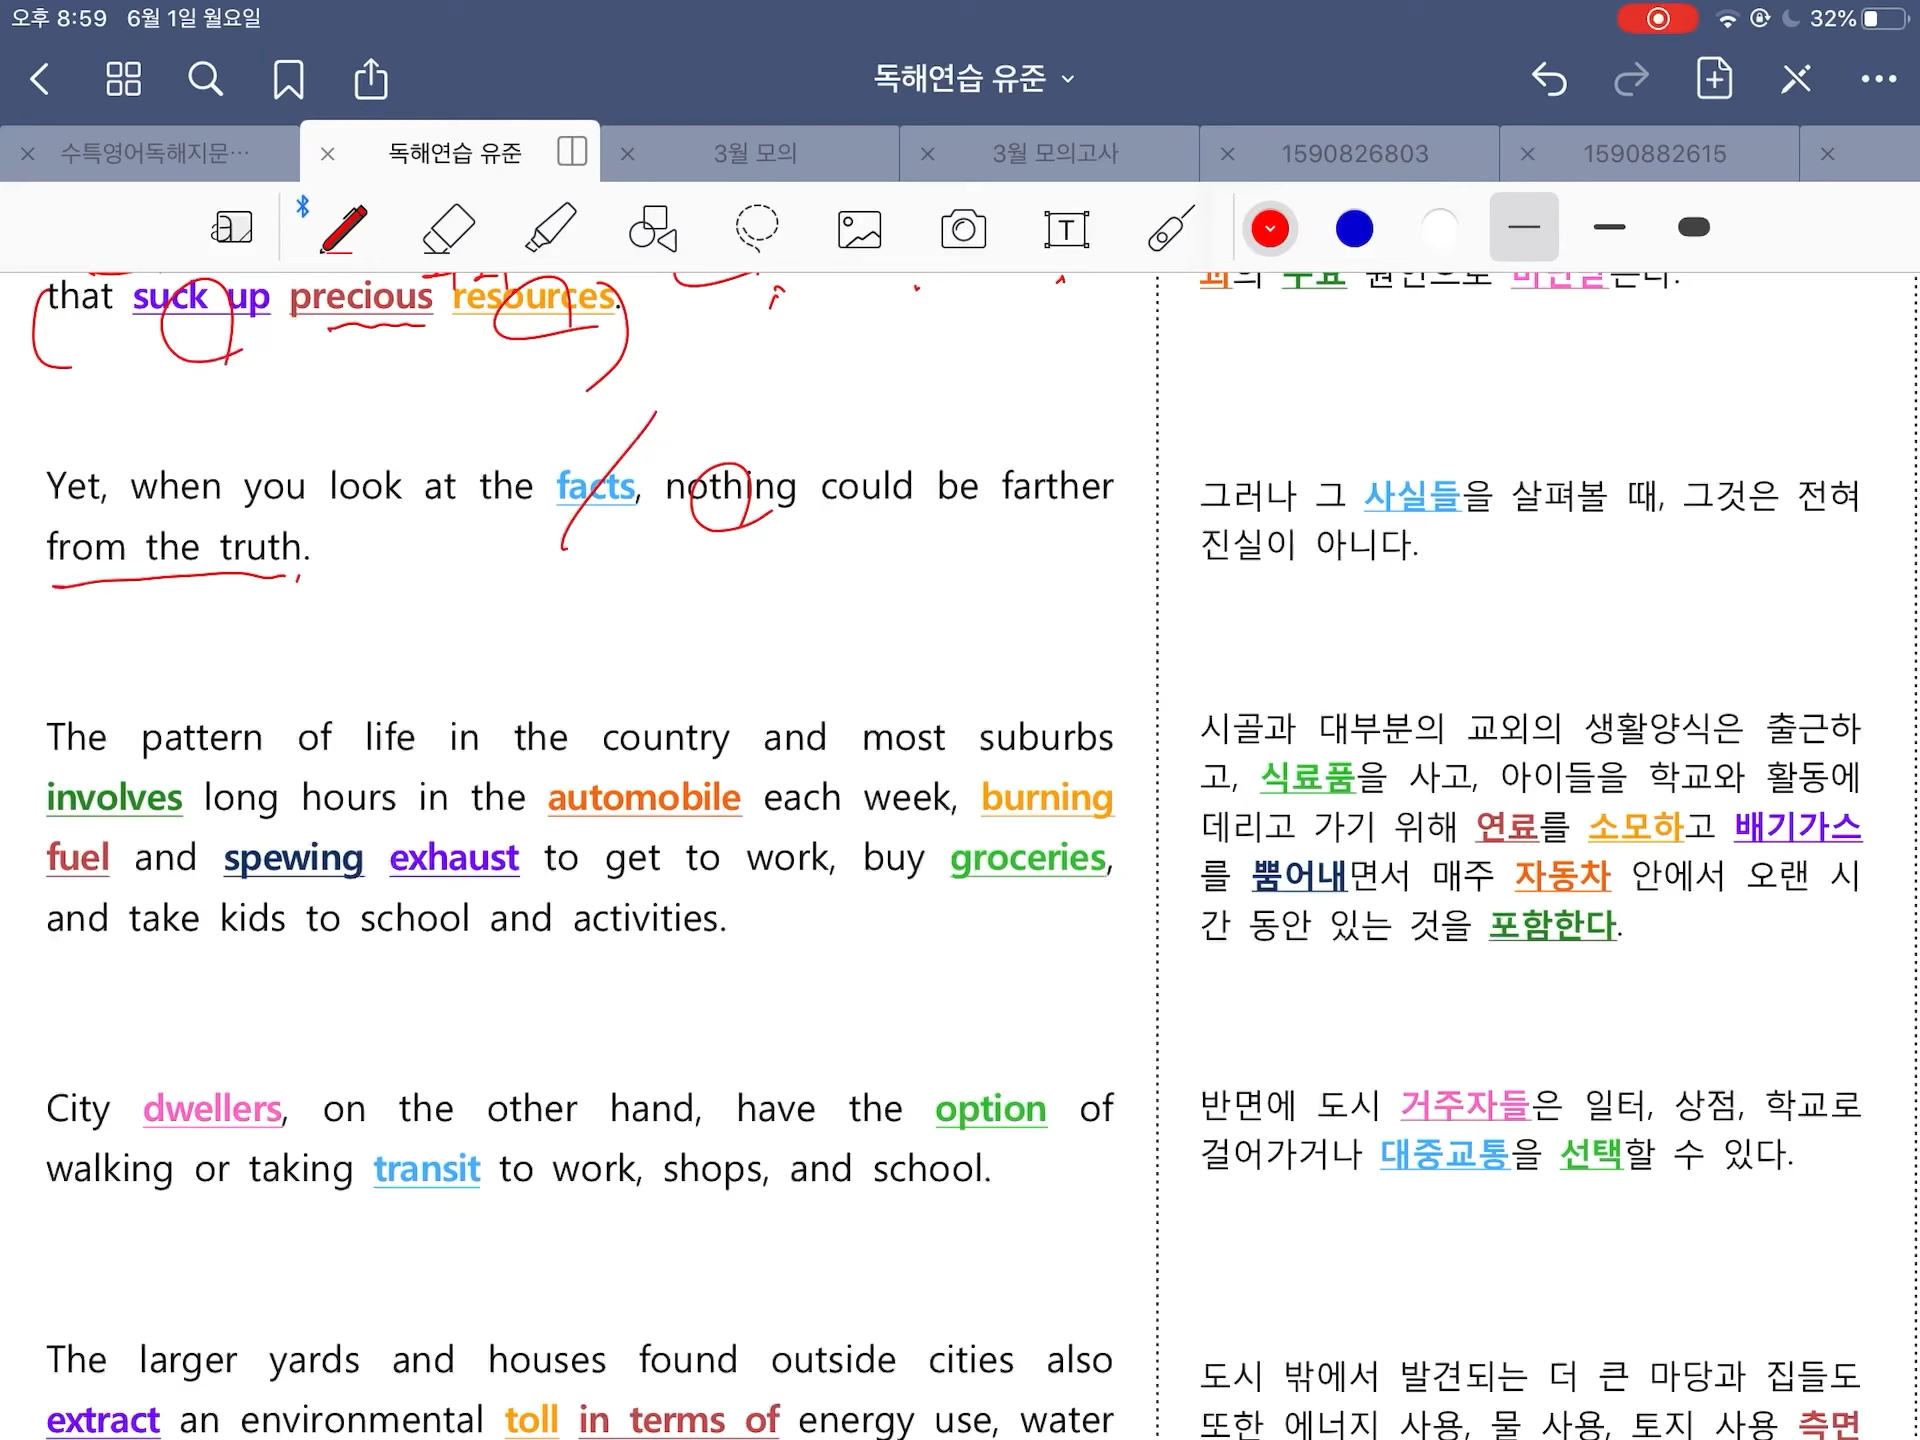 오후 8:59 6월 1일 월요일
32%
독해연습 유준
수특영어독해지문…
독해연습 유준
3월 모의
3월 모의고사
1590826803
1590882615
that suck up precious resources.
Yet, when you look at the facts, nothing could be farther
from the truth.
The pattern of life in the country and most suburbs
involves long hours in the automobile each week, burning
fuel and spewing exhaust to get to work, buy groceries,
and take kids to school and activities.
City dwellers, on the other hand, have the option of
walking or taking transit to work, shops, and school.
The larger yards and houses found outside cities also
extract an environmental toll in terms of energy use, water
그러나 그 사실들을 살펴볼 때, 그것은 전혀
진실이 아니다.
시골과 대부분의 교외의 생활양식은 출근하
고, 식료품을 사고, 아이들을 학교와 활동에
데리고 가기 위해 연료를 소모하고 배기가스
를 뿜어내면서 매주 자동차 안에서 오랜 시
간 동안 있는 것을 포함한다.
반면에 도시 거주자들은 일터, 상점, 학교로
걸어가거나 대중교통을 선택할 수 있다.
도시 밖에서 발견되는 더 큰 마당과 집들도
또한 에너지 사용, 물 사용, 토지 사용 측면